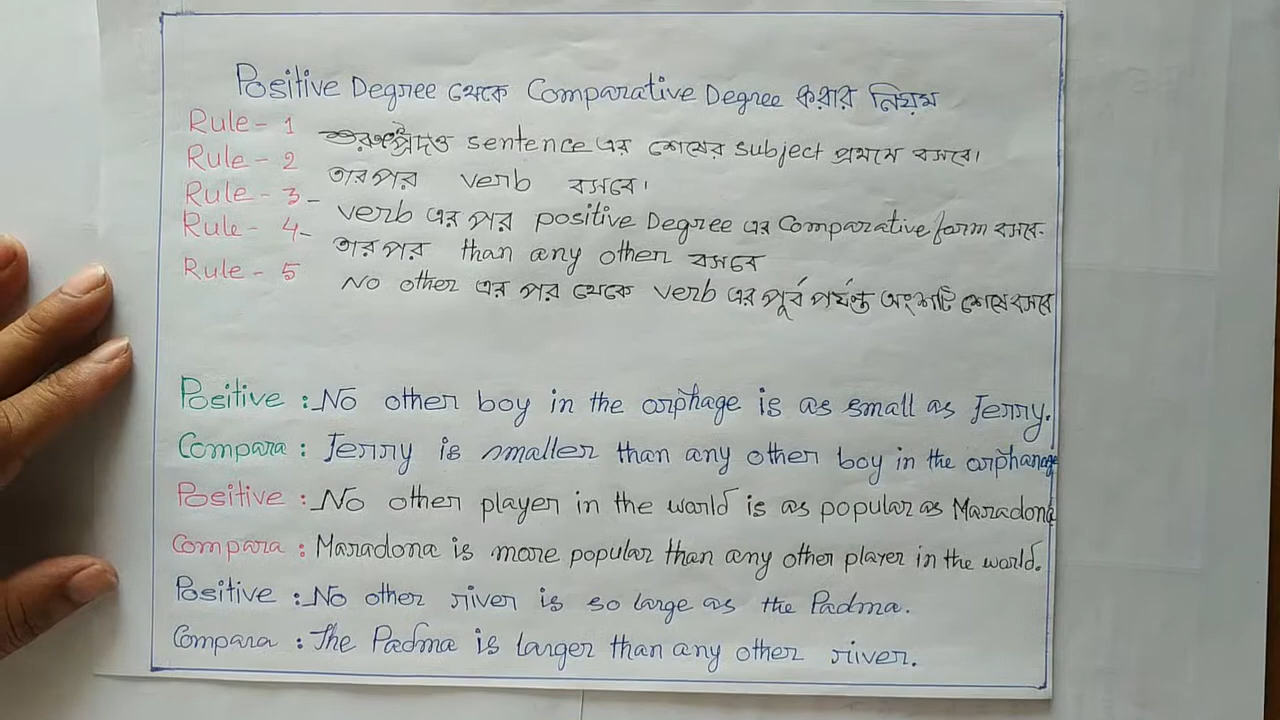 Positive Degree থেকে Comparative Degree করার নিয়ম
Rule - 1 প্রদত্ত sentence এর শেষের subject প্রথমে বসবে।
Rule - 2 তারপর verb বসবে।
Rule - 3 - verb এর পর positive Degree এর Comparative form বসবে-
Rule - 4 - তারপর than any other বসবে
Rule - 5 No other এর পর থেকে verb এর পূর্ব পর্যন্ত অংশটি শেষে বসবে
Positive : No other boy in the orphage is as small as Jerry.
Compara : Jerry is smaller than any other boy in the orphanage
Positive : No other player in the world is as popular as Maradona
Compara : Maradona is more popular than any other player in the world.
Positive : No other river is so large as the Padma.
Compara : The Padma is larger than any other river.